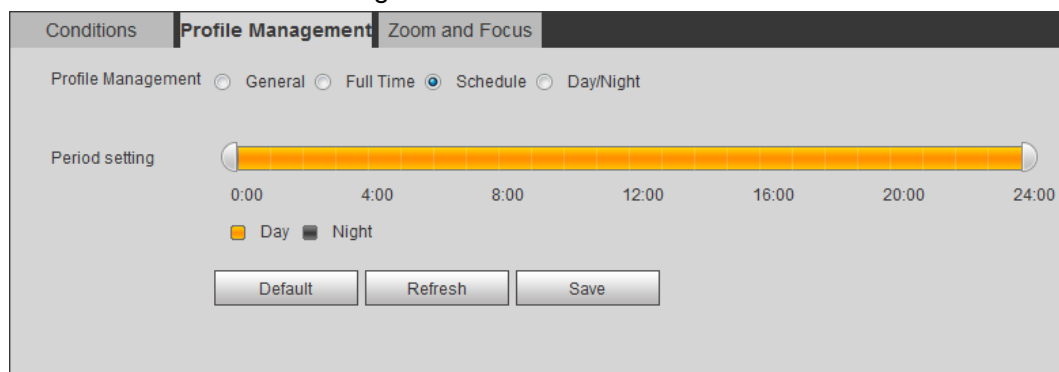 Conditions Profile Management Zoom and Focus
Profile Management General Full Time Schedule Day/Night
Period setting
0:00 4:00 8:00 12:00 16:00 20:00 24:00
Day Night
Default Refresh Save